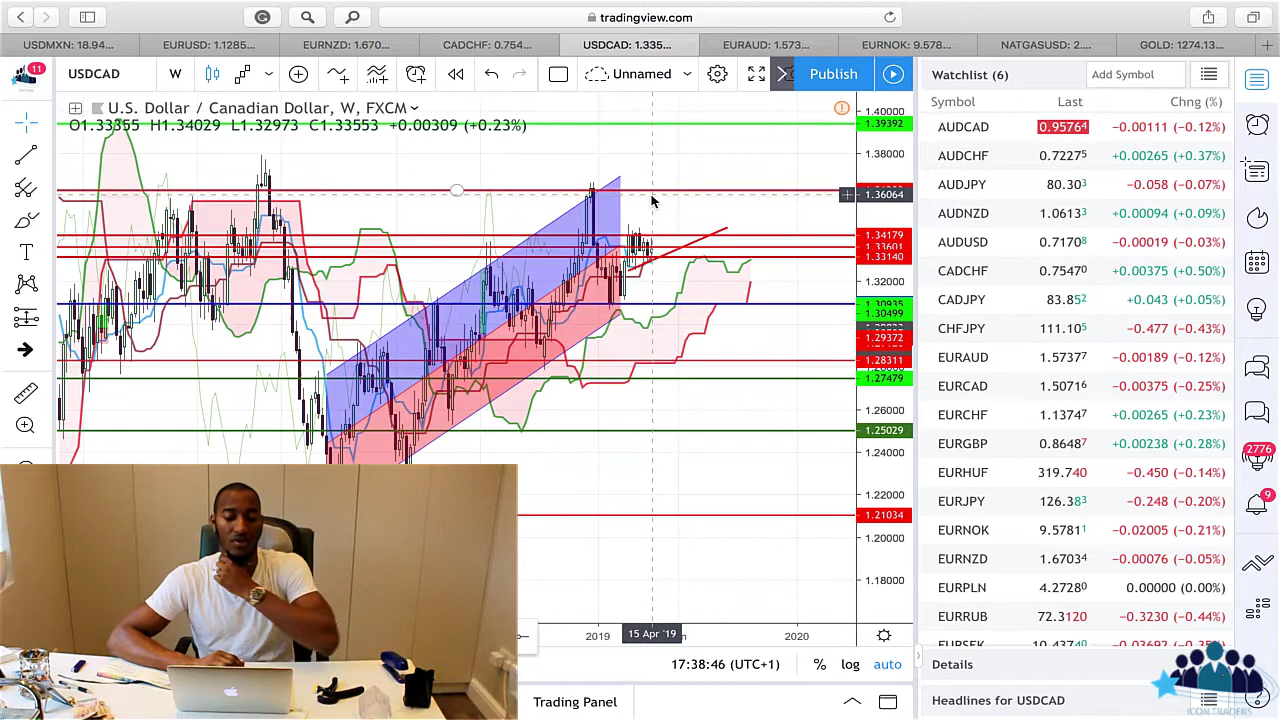 tradingview.com
USDMXN: 18.94... EURUSD: 1.1285... EURNZD: 1.670... CADCHF: 0.754... USDCAD: 1.335... EURAUD: 1.573... EURNOK: 9.578... NATGASUSD: 2.... GOLD: 1274.13...
11
USDCAD W Unnamed Publish
Watchlist (6) Add Symbol
U.S. Dollar / Canadian Dollar, W, FXCM
O1.33355 H1.34029 L1.32973 C1.33553 +0.00309 (+0.23%)
Symbol Last Chng (%)
AUDCAD 0.95764 −0.00111 (−0.12%)
AUDCHF 0.72275 +0.00265 (+0.37%)
AUDJPY 80.303 −0.06 (−0.07%)
AUDNZD 1.06133 +0.00094 (+0.09%)
AUDUSD 0.71708 −0.00019 (−0.03%)
CADCHF 0.75470 +0.00375 (+0.50%)
CADJPY 83.852 +0.043 (+0.05%)
CHFJPY 111.105 −0.477 (−0.43%)
EURAUD 1.57377 −0.00189 (−0.12%)
EURCAD 1.50716 −0.00375 (−0.25%)
EURCHF 1.13747 +0.00415 (+0.23%)
EURGBP 0.86487 +0.00238 (+0.28%)
EURHUF 319.740 −0.450 (−0.14%)
EURJPY 126.383 −0.248 (−0.20%)
EURNOK 9.57811 −0.02005 (−0.21%)
EURNZD 1.67034 −0.00076 (−0.05%)
EURPLN 4.27280 0.00000 (0.00%)
EURRUB 72.3120 −0.3230 (−0.44%)
1.40000
1.39392
1.38000
1.36064
1.34179
1.33601
1.33140
1.32000
1.30935
1.30499
1.29372
1.28311
1.27479
1.26000
1.25029
1.24000
1.22000
1.21034
1.20000
1.18000
2776
9
2019 15 Apr '19 2020
17:38:46 (UTC+1) % log auto
Trading Panel
Details
Headlines for USDCAD
ICON TRADERS